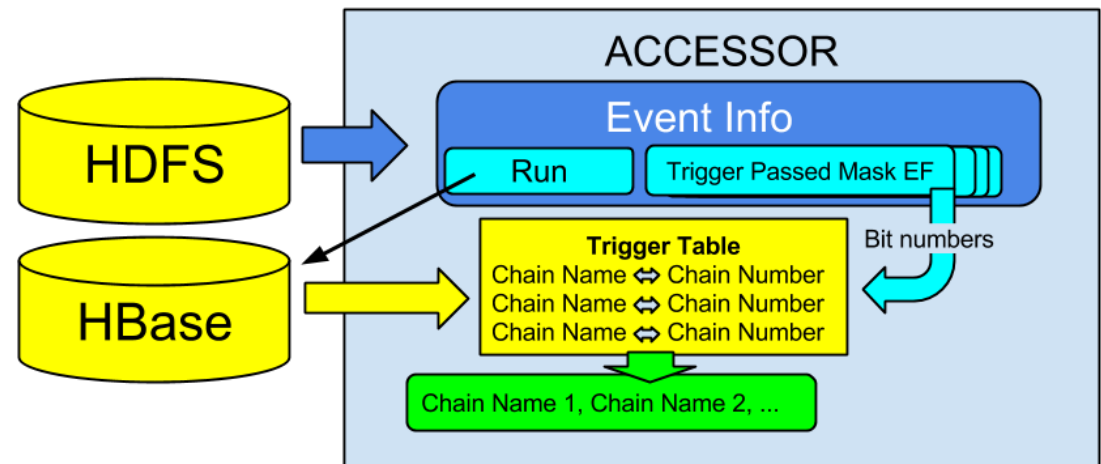 ACCESSOR
HDFS
Event Info
Run
Trigger Passed Mask EF
HBase
Trigger Table
Chain Name ⇔ Chain Number
Chain Name ⇔ Chain Number
Chain Name ⇔ Chain Number
Bit numbers
Chain Name 1, Chain Name 2, ...